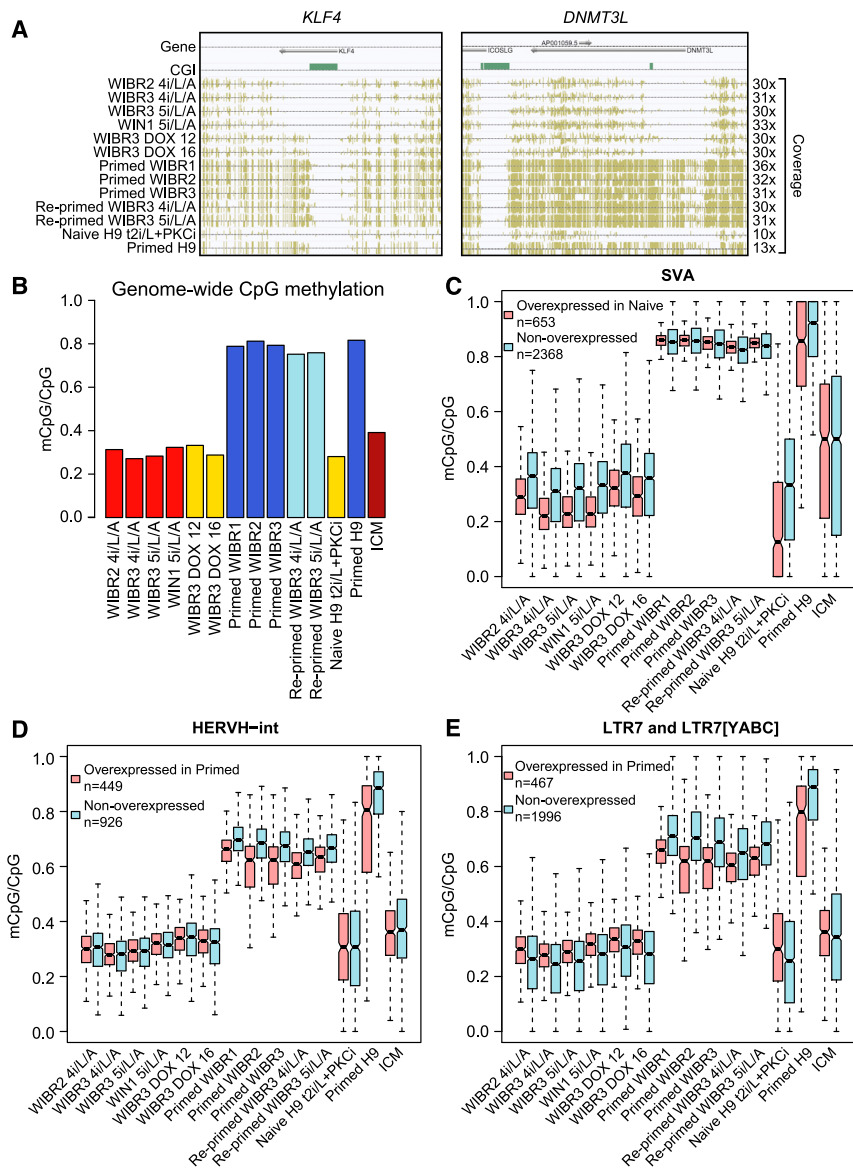 A
KLF4
DNMT3L
Gene
KLF4
AP001059.5
ICOSLG
DNMT3L
CGI
WIBR2 4i/L/A
30x
WIBR3 4i/L/A
31x
WIBR3 5i/L/A
30x
WIN1 5i/L/A
33x
WIBR3 DOX 12
30x
WIBR3 DOX 16
30x
Primed WIBR1
36x
Primed WIBR2
32x
Primed WIBR3
31x
Re-primed WIBR3 4i/L/A
30x
Re-primed WIBR3 5i/L/A
31x
Naive H9 t2i/L+PKCi
10x
Primed H9
13x
Coverage
B
Genome-wide CpG methylation
mCpG/CpG
1.0
0.8
0.6
0.4
0.2
0.0
WIBR2 4i/L/A
WIBR3 4i/L/A
WIBR3 5i/L/A
WIN1 5i/L/A
WIBR3 DOX 12
WIBR3 DOX 16
Primed WIBR1
Primed WIBR2
Primed WIBR3
Re-primed WIBR3 4i/L/A
Re-primed WIBR3 5i/L/A
Naive H9 t2i/L+PKCi
Primed H9
ICM
C
SVA
Overexpressed in Naive
n=653
Non-overexpressed
n=2368
mCpG/CpG
1.0
0.8
0.6
0.4
0.2
0.0
WIBR2 4i/L/A
WIBR3 4i/L/A
WIBR3 5i/L/A
WIN1 5i/L/A
WIBR3 DOX 12
WIBR3 DOX 16
Primed WIBR1
Primed WIBR2
Primed WIBR3
Re-primed WIBR3 4i/L/A
Re-primed WIBR3 5i/L/A
Naive H9 t2i/L+PKCi
Primed H9
ICM
D
HERVH-int
Overexpressed in Primed
n=449
Non-overexpressed
n=926
mCpG/CpG
1.0
0.8
0.6
0.4
0.2
0.0
WIBR2 4i/L/A
WIBR3 4i/L/A
WIBR3 5i/L/A
WIN1 5i/L/A
WIBR3 DOX 12
WIBR3 DOX 16
Primed WIBR1
Primed WIBR2
Primed WIBR3
Re-primed WIBR3 4i/L/A
Re-primed WIBR3 5i/L/A
Naive H9 t2i/L+PKCi
Primed H9
ICM
E
LTR7 and LTR7[YABC]
Overexpressed in Primed
n=467
Non-overexpressed
n=1996
mCpG/CpG
1.0
0.8
0.6
0.4
0.2
0.0
WIBR2 4i/L/A
WIBR3 4i/L/A
WIBR3 5i/L/A
WIN1 5i/L/A
WIBR3 DOX 12
WIBR3 DOX 16
Primed WIBR1
Primed WIBR2
Primed WIBR3
Re-primed WIBR3 4i/L/A
Re-primed WIBR3 5i/L/A
Naive H9 t2i/L+PKCi
Primed H9
ICM